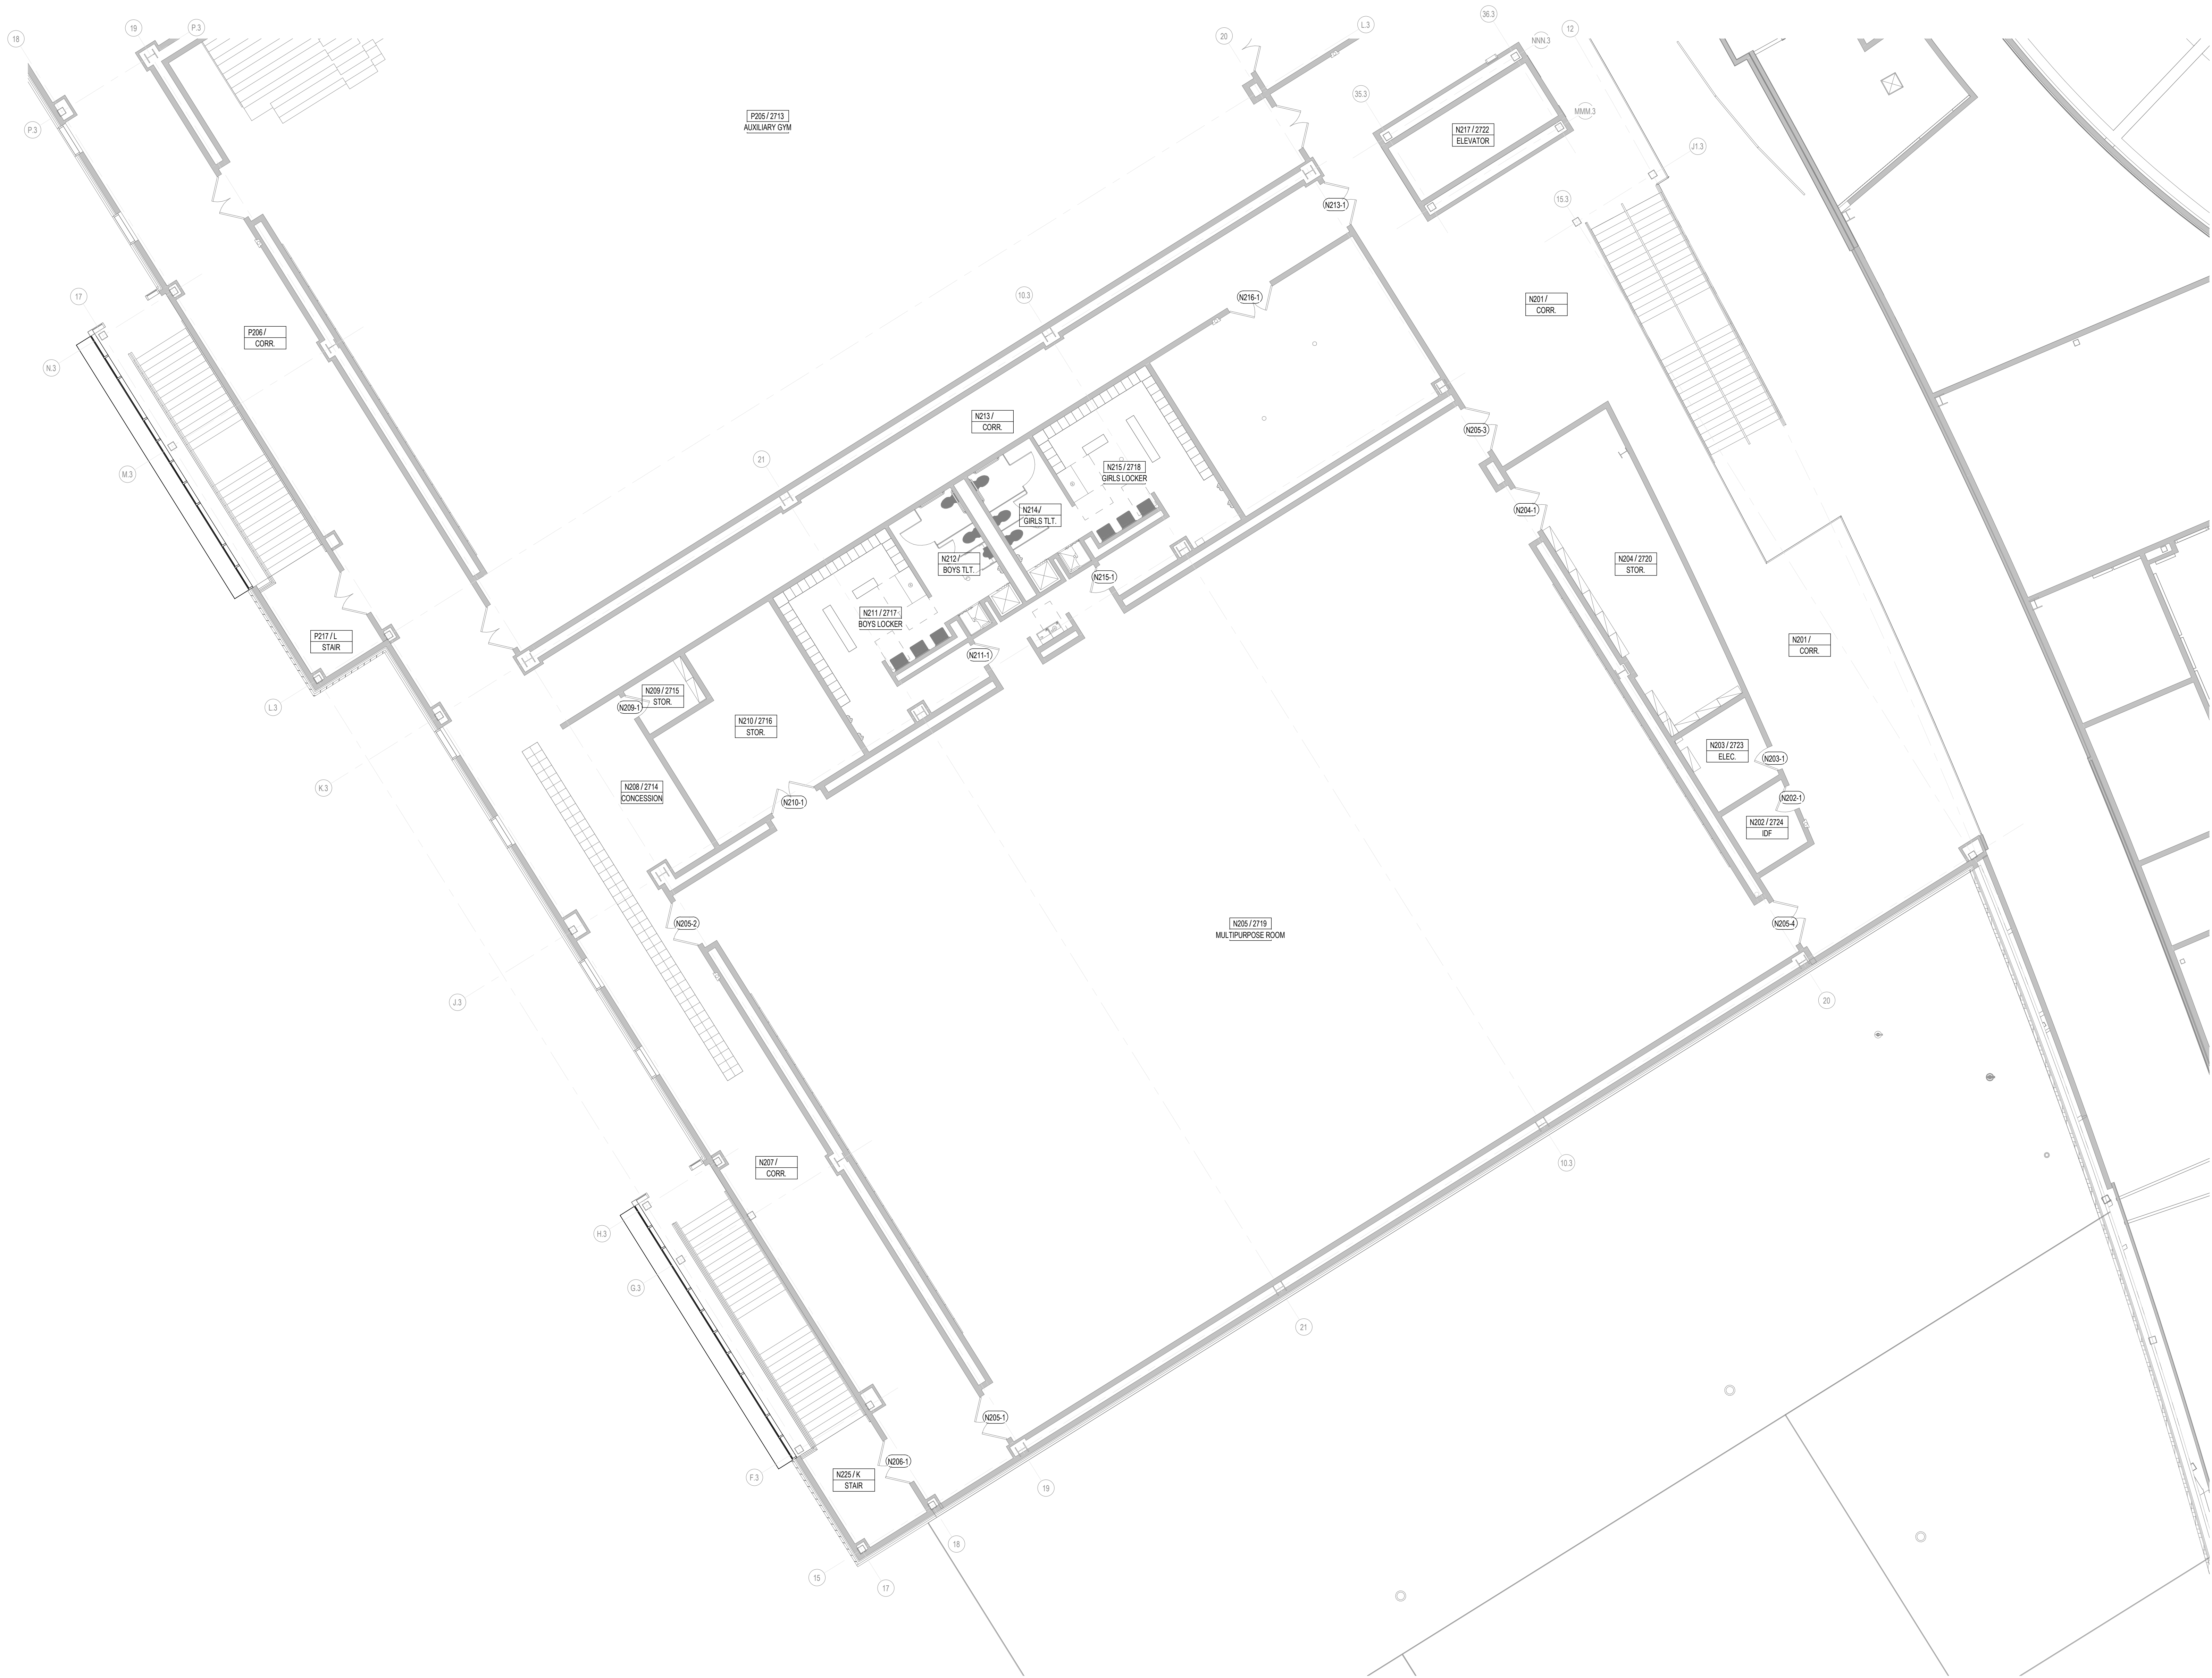 36.3
19
P.3
L.3
12
20
18
NNN.3
35.3
MMM.3
P205 / 2713
AUXILIARY GYM
P.3
N217 / 2722
ELEVATOR
J1.3
15.3
N213-1
17
10.3
N216-1
N201 /
CORR.
P206 /
CORR.
N.3
N213 /
CORR.
N205-3
21
M.3
N215 / 2718
GIRLS LOCKER
N214 /
GIRLS TLT.
N204-1
N212 /
BOYS TLT.
N204 / 2720
STOR.
N215-1
N211 / 2717
BOYS LOCKER
P217 / L
STAIR
N201 /
CORR.
N211-1
N209 / 2715
STOR.
N209-1
L.3
N210 / 2716
STOR.
N203 / 2723
ELEC.
N203-1
K.3
N208 / 2714
CONCESSION
N210-1
N202-1
N202 / 2724
IDF
N205-2
N205 / 2719
MULTIPURPOSE ROOM
N205-4
J.3
20
N207 /
CORR.
10.3
H.3
G.3
21
N205-1
N206-1
F.3
N225 / K
STAIR
19
18
15
17